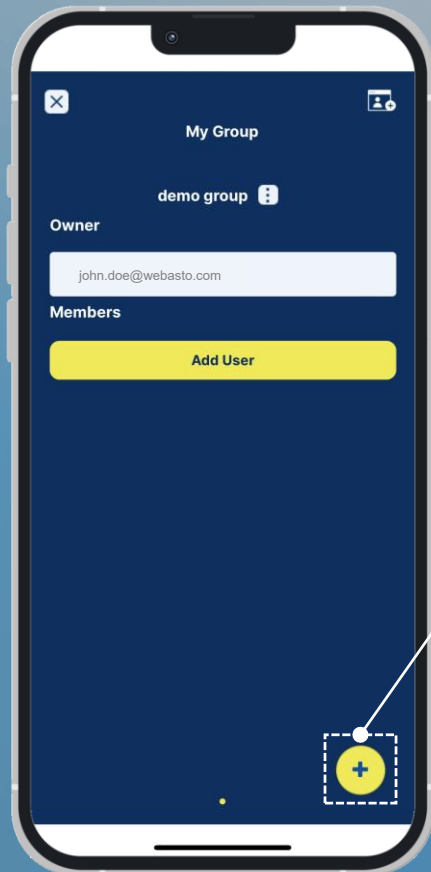 My Group
demo group
Owner
john.doe@webasto.com
Members
Add User